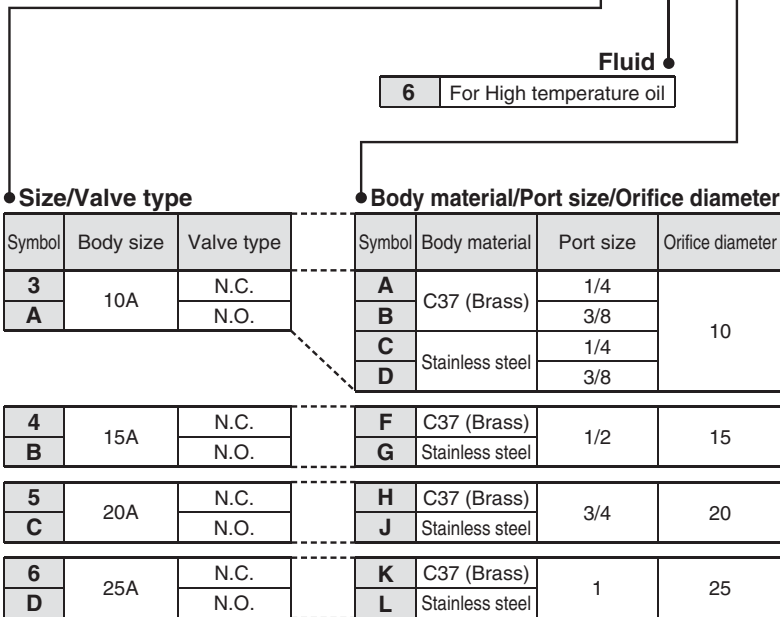 Fluid
6 For High temperature oil
Size/Valve type
Symbol Body size Valve type
3 10A N.C.
A N.O.
4 15A N.C.
B N.O.
5 20A N.C.
C N.O.
6 25A N.C.
D N.O.
Body material/Port size/Orifice diameter
Symbol Body material Port size Orifice diameter
A C37 (Brass) 1/4 10
B 3/8
C Stainless steel 1/4
D 3/8
F C37 (Brass) 1/2 15
G Stainless steel
H C37 (Brass) 3/4 20
J Stainless steel
K C37 (Brass) 1 25
L Stainless steel